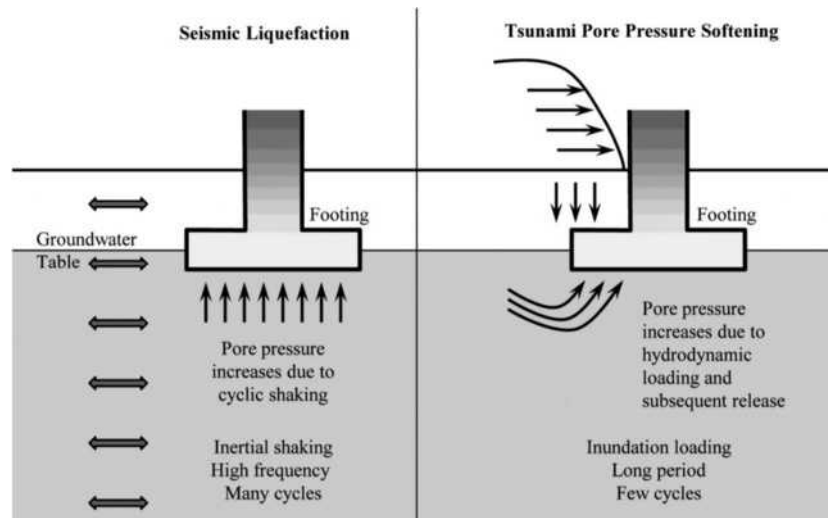 Seismic Liquefaction
Footing
Groundwater
Table
Pore pressure
increases due to
cyclic shaking
Inertial shaking
High frequency
Many cycles
Tsunami Pore Pressure Softening
Footing
Pore pressure
increases due to
hydrodynamic
loading and
subsequent release
Inundation loading
Long period
Few cycles